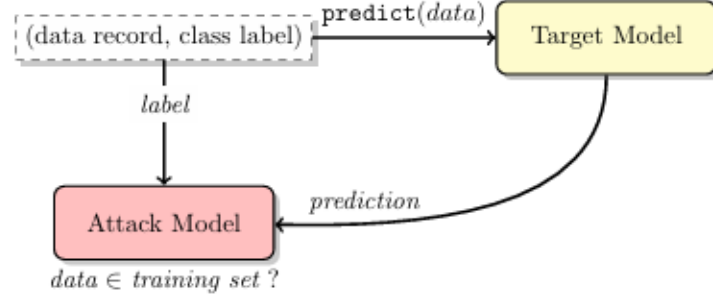 predict(data)
(data record, class label)
Target Model
label
prediction
Attack Model
data ∈ training set ?